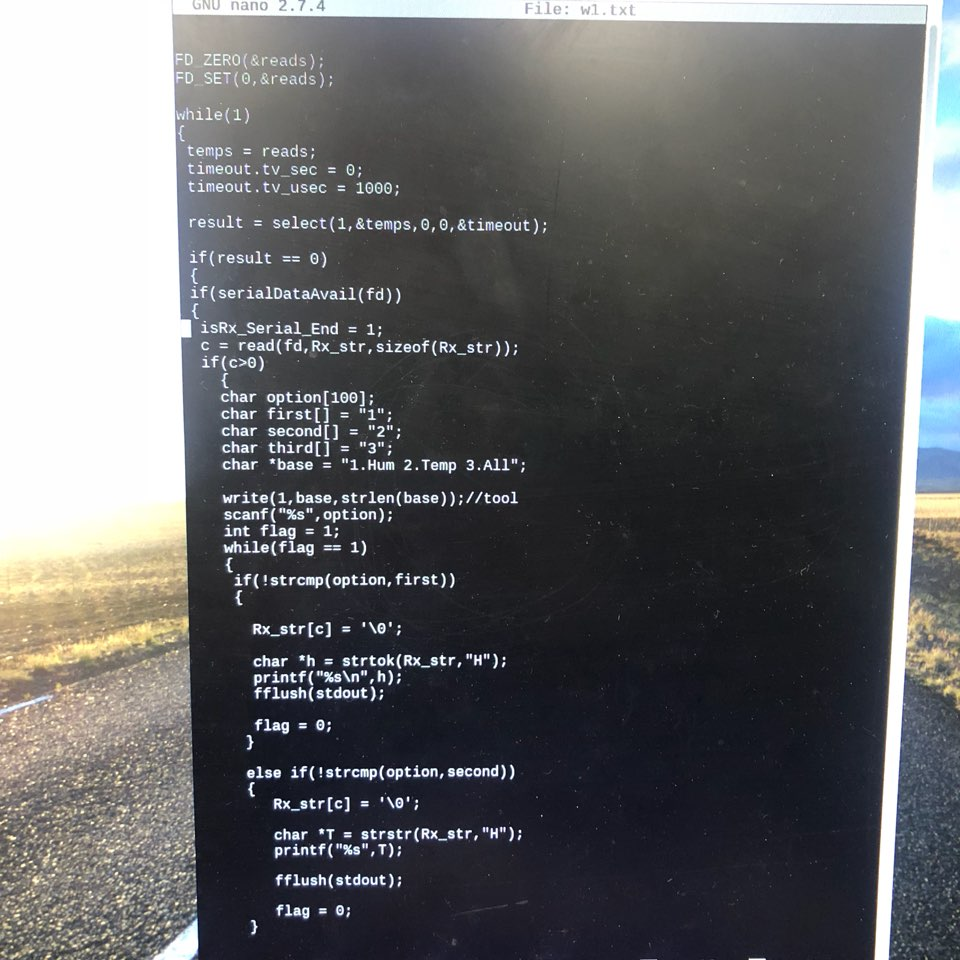 GNU nano 2.7.4 File: w1.txt
FD_ZERO(&reads);
FD_SET(0,&reads);
while(1)
{
temps = reads;
timeout.tv_sec = 0;
timeout.tv_usec = 1000;
result = select(1,&temps,0,0,&timeout);
if(result == 0)
{
if(serialDataAvail(fd))
{
isRx_Serial_End = 1;
c = read(fd,Rx_str,sizeof(Rx_str));
if(c>0)
{
char option[100];
char first[] = "1";
char second[] = "2";
char third[] = "3";
char *base = "1.Hum 2.Temp 3.All";
write(1,base,strlen(base));//tool
scanf("%s",option);
int flag = 1;
while(flag == 1)
{
if(!strcmp(option,first))
{
Rx_str[c] = '\0';
char *h = strtok(Rx_str,"H");
printf("%s\n",h);
fflush(stdout);
flag = 0;
}
else if(!strcmp(option,second))
{
Rx_str[c] = '\0';
char *T = strstr(Rx_str,"H");
printf("%s",T);
fflush(stdout);
flag = 0;
}